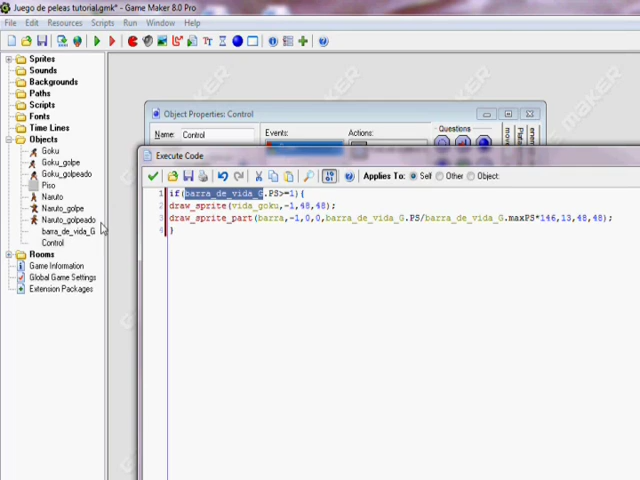 Juego de peleas tutorial.gmk* - Game Maker 8.0 Pro
File Edit Resources Scripts Run Window Help
Sprites
Sounds
Backgrounds
Paths
Scripts
Fonts
Time Lines
Objects
Goku
Goku_golpe
Goku_golpeado
Piso
Naruto
Naruto_golpe
Naruto_golpeado
barra_de_vida_G
Control
Rooms
Game Information
Global Game Settings
Extension Packages
Object Properties: Control
Name: Control Events: Actions: Questions
Execute Code
Applies To: Self Other Object:
1 if(barra_de_vida_G.PS>=1){
2 draw_sprite(vida_goku,-1,48,48);
3 draw_sprite_part(barra,-1,0,0,barra_de_vida_G.PS/barra_de_vida_G.maxPS*146,13,48,48);
4 }